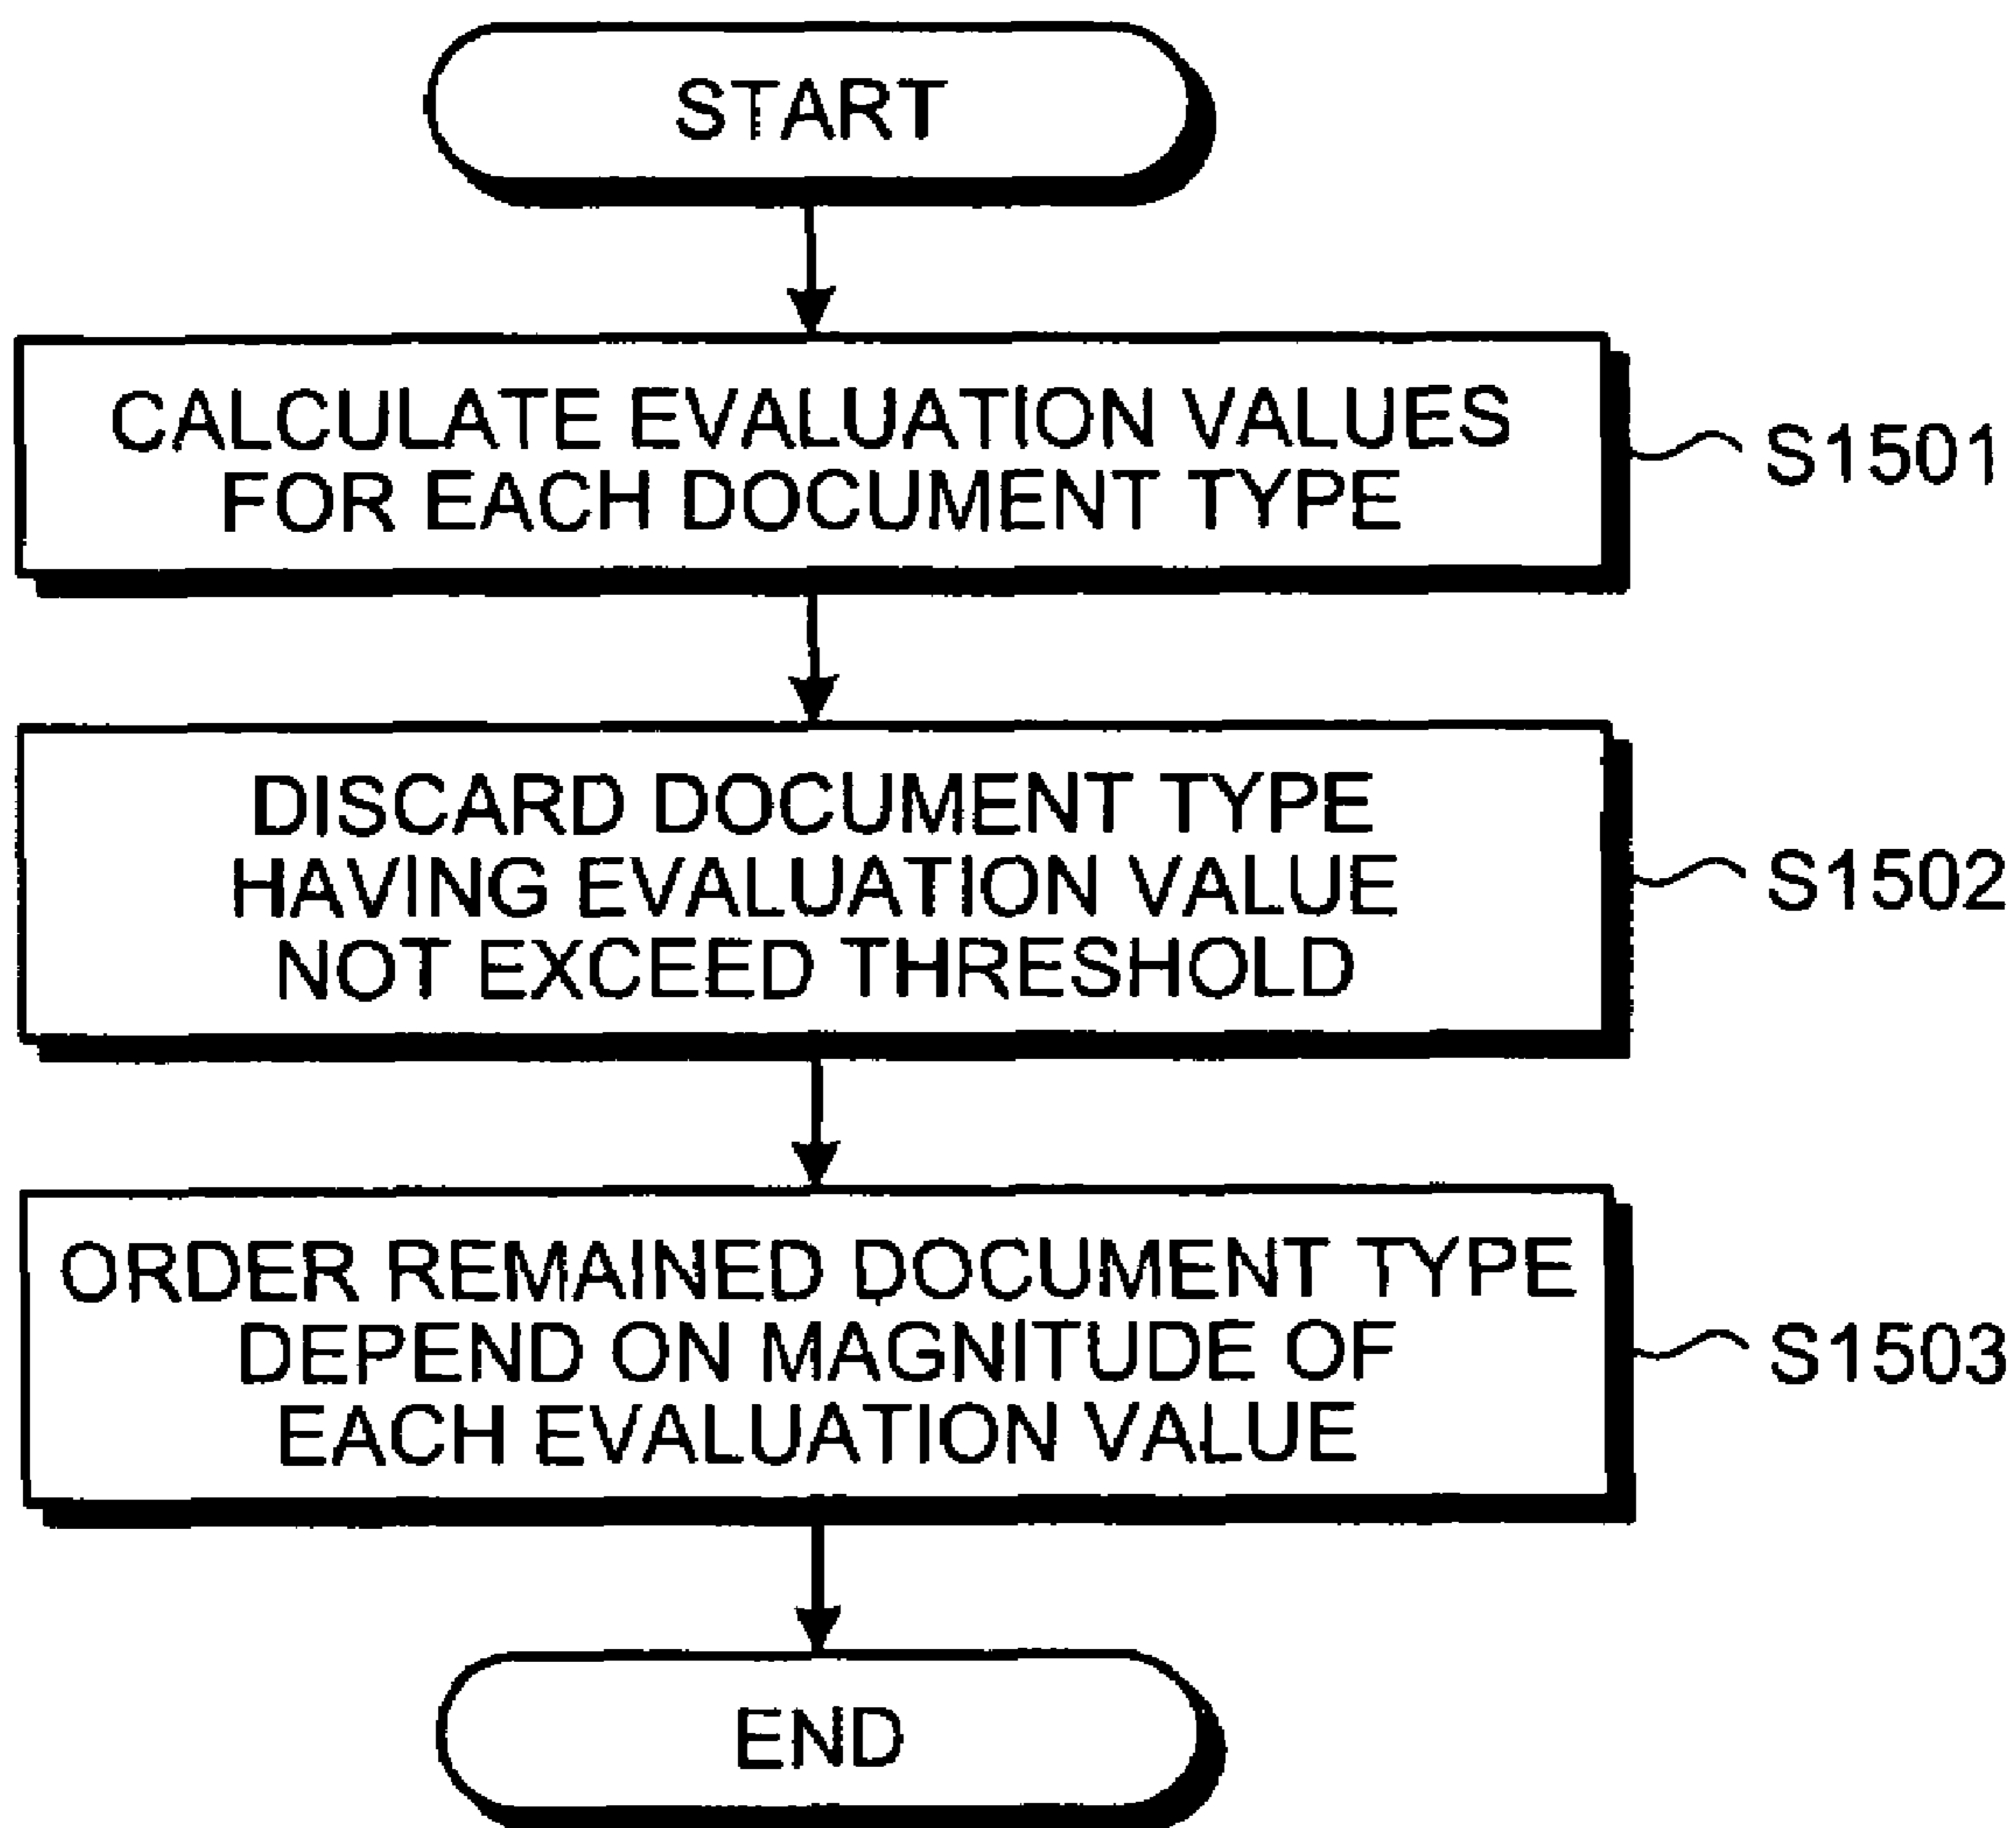 START
CALCULATE EVALUATION VALUES
FOR EACH DOCUMENT TYPE
S1501
DISCARD DOCUMENT TYPE
HAVING EVALUATION VALUE
NOT EXCEED THRESHOLD
S1502
ORDER REMAINED DOCUMENT TYPE
DEPEND ON MAGNITUDE OF
EACH EVALUATION VALUE
S1503
END